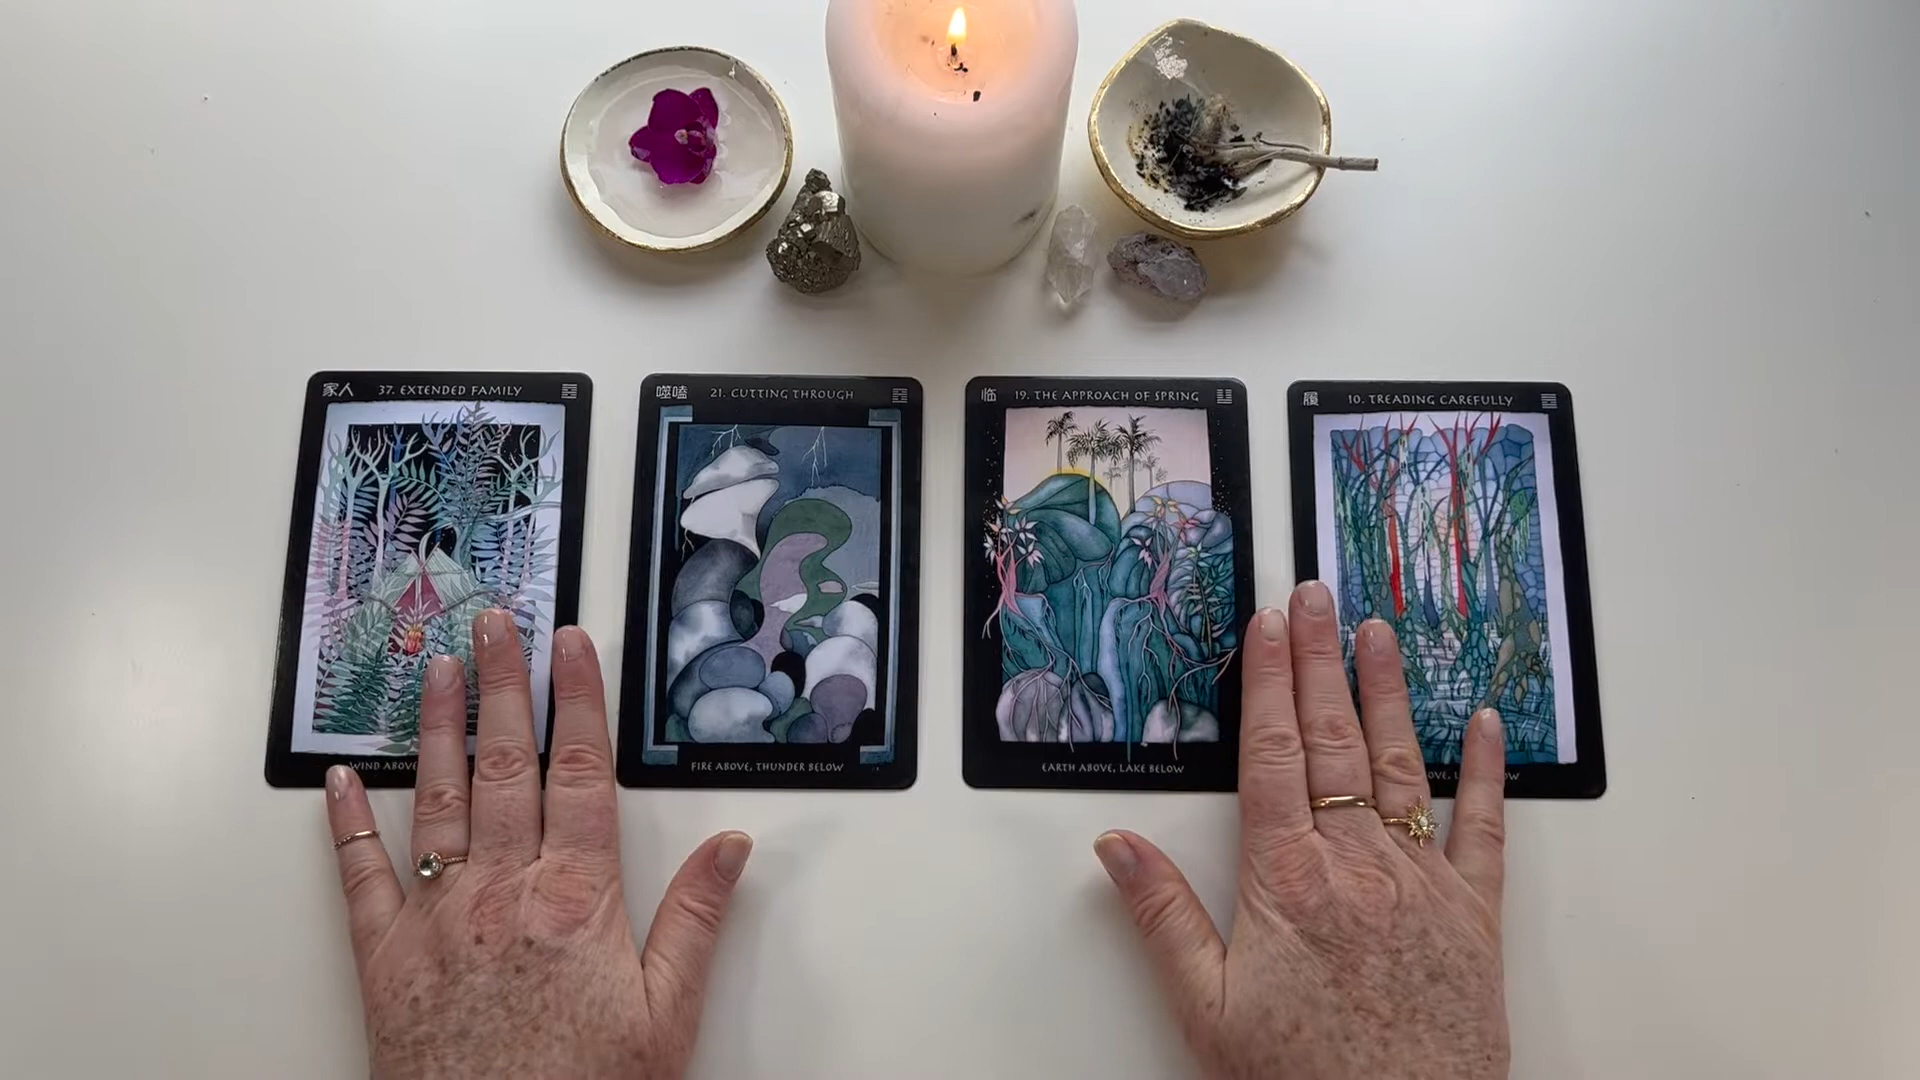 家人 37. EXTENDED FAMILY
WIND ABOVE
噬嗑 21. CUTTING THROUGH
FIRE ABOVE, THUNDER BELOW
临 19. THE APPROACH OF SPRING
EARTH ABOVE, LAKE BELOW
履 10. TREADING CAREFULLY